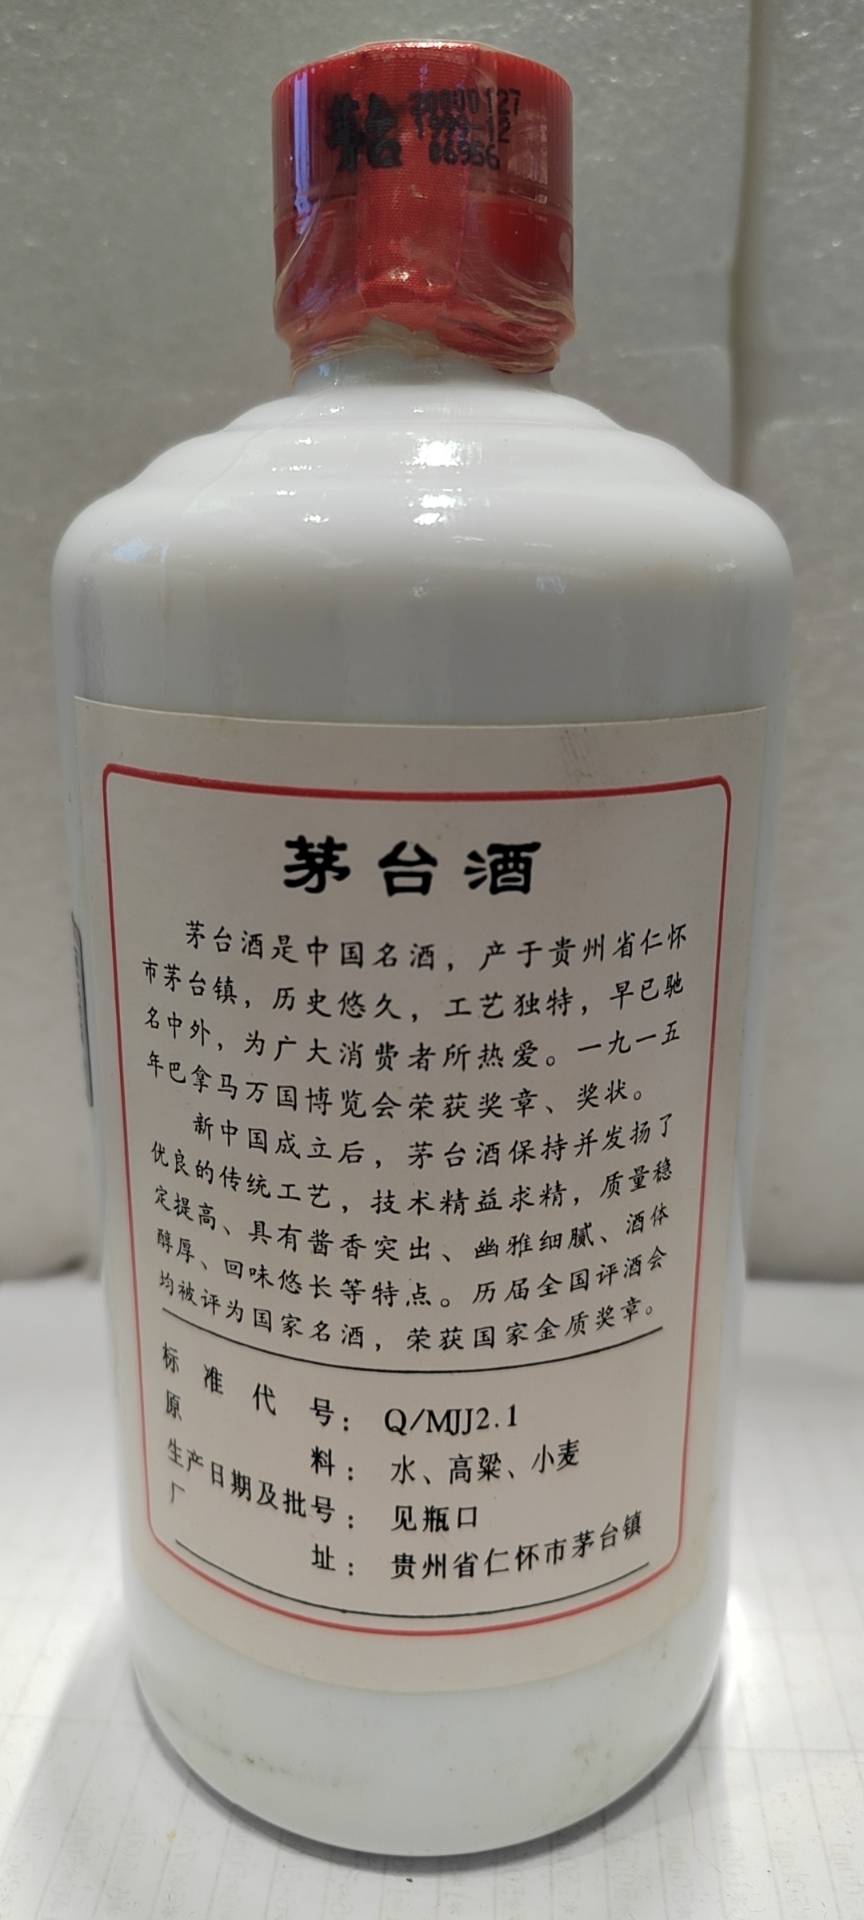 茅台 20000127
1999-12
06956
茅台酒
茅台酒是中国名酒，产于贵州省仁怀
市茅台镇，历史悠久，工艺独特，早已驰
名中外，为广大消费者所热爱。一九一五
年巴拿马万国博览会荣获奖章、奖状。
新中国成立后，茅台酒保持并发扬了
优良的传统工艺，技术精益求精，质量稳
定提高、具有酱香突出、幽雅细腻、酒体
醇厚、回味悠长等特点。历届全国评酒会
均被评为国家名酒，荣获国家金质奖章。
标准代号：Q/MJJ2.1
原料：水、高粱、小麦
生产日期及批号：见瓶口
厂址：贵州省仁怀市茅台镇